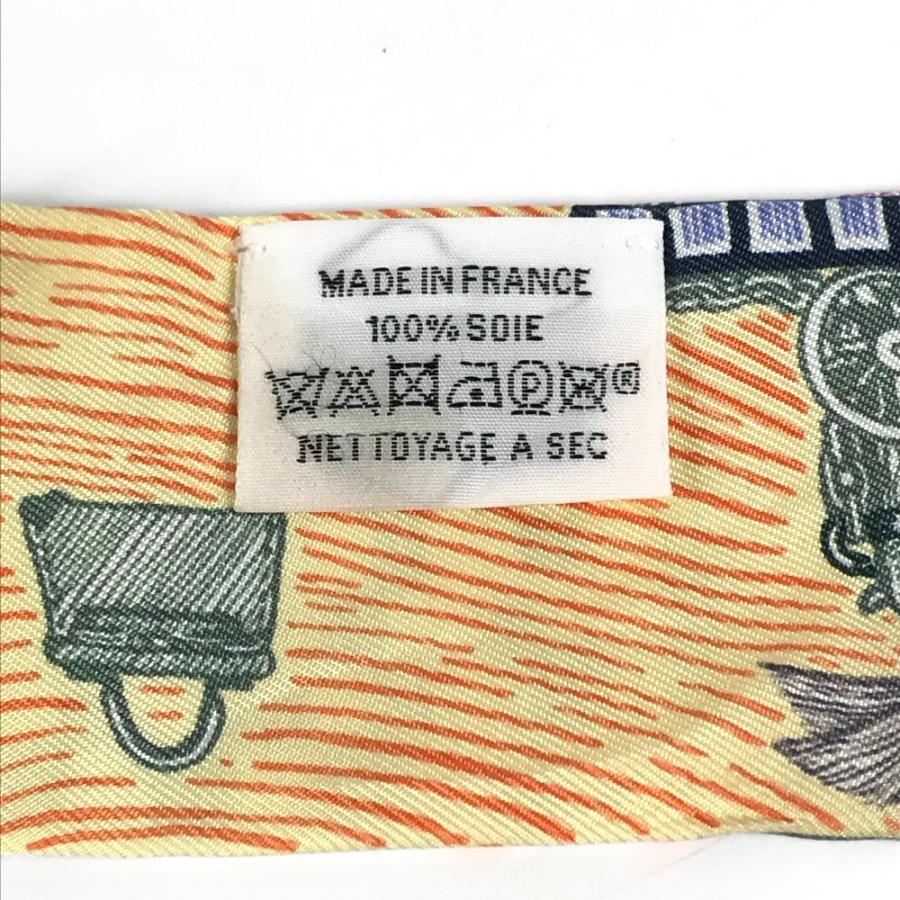 MADE IN FRANCE
100% SOIE
P ®
NETTOYAGE A SEC